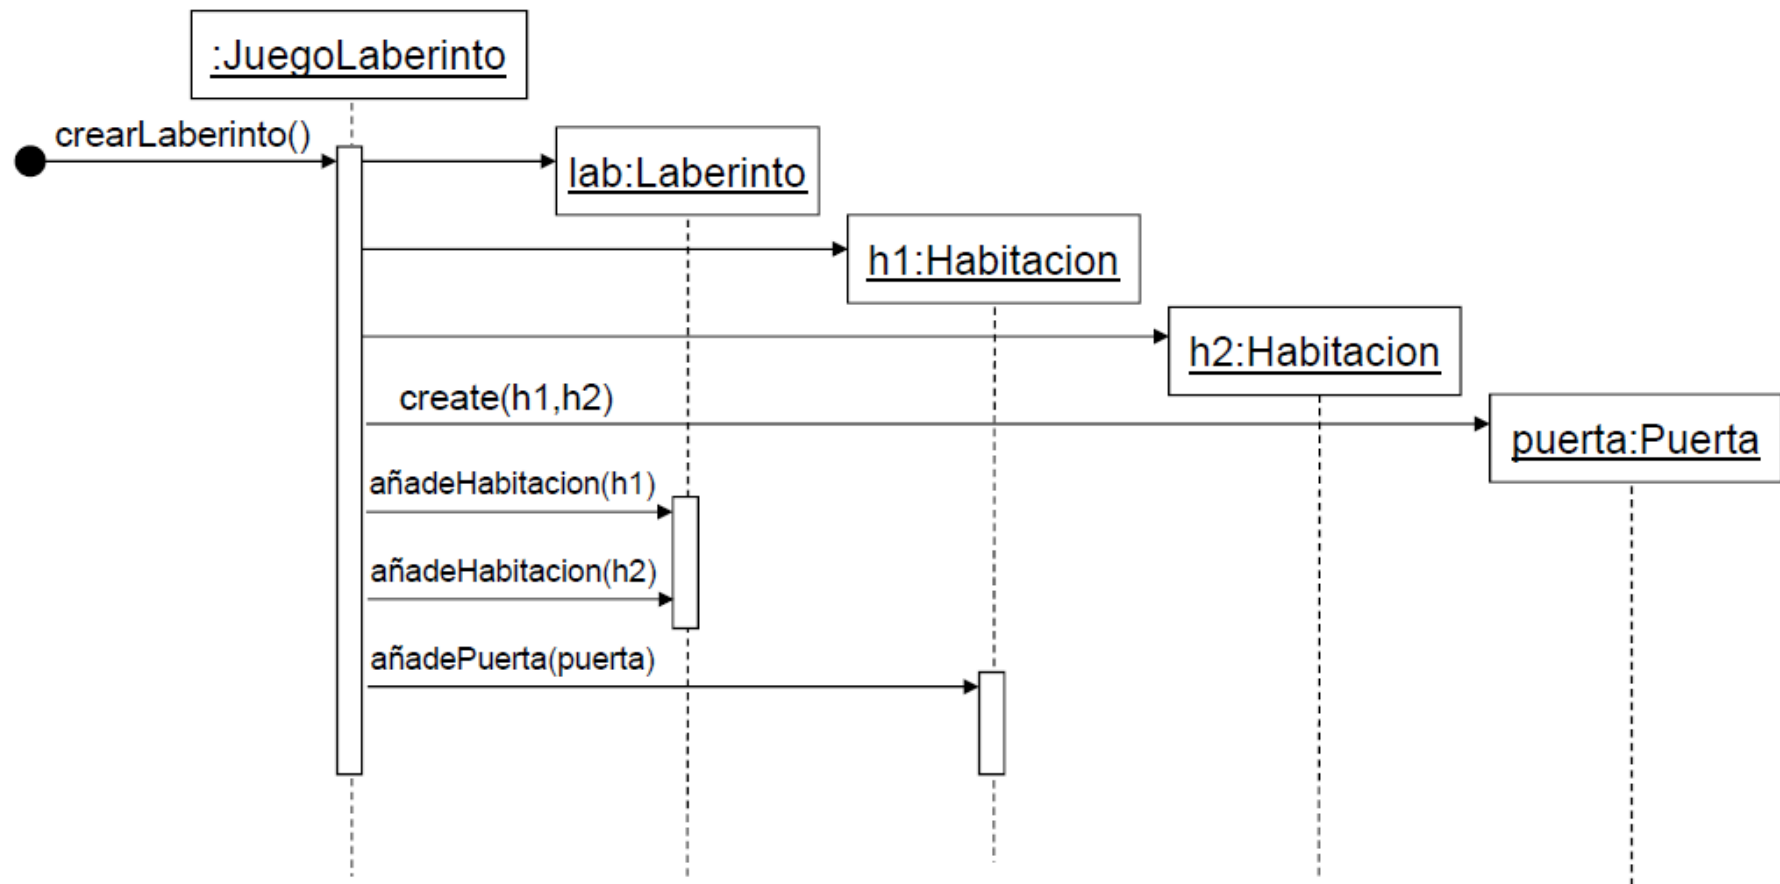 :JuegoLaberinto
crearLaberinto()
lab:Laberinto
h1:Habitacion
h2:Habitacion
create(h1,h2)
puerta:Puerta
añadeHabitacion(h1)
añadeHabitacion(h2)
añadePuerta(puerta)